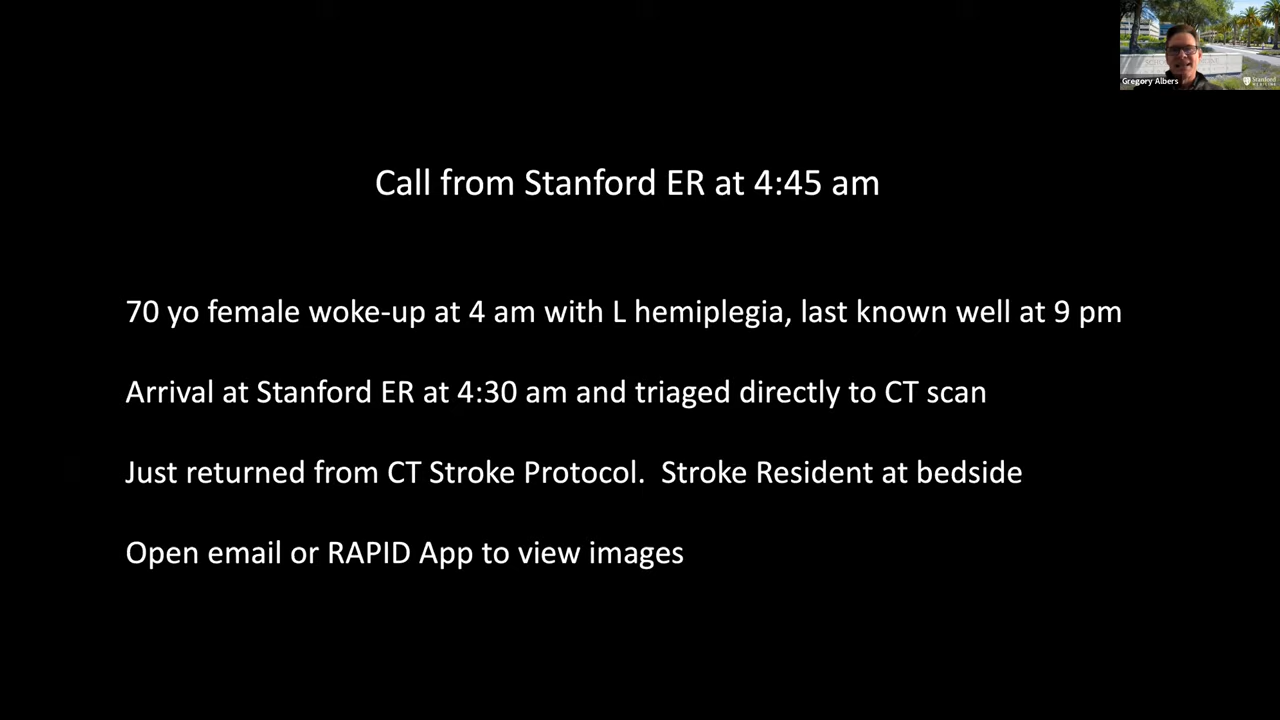 Gregory Albers
Stanford
MEDICINE
Call from Stanford ER at 4:45 am
70 yo female woke-up at 4 am with L hemiplegia, last known well at 9 pm
Arrival at Stanford ER at 4:30 am and triaged directly to CT scan
Just returned from CT Stroke Protocol.  Stroke Resident at bedside
Open email or RAPID App to view images